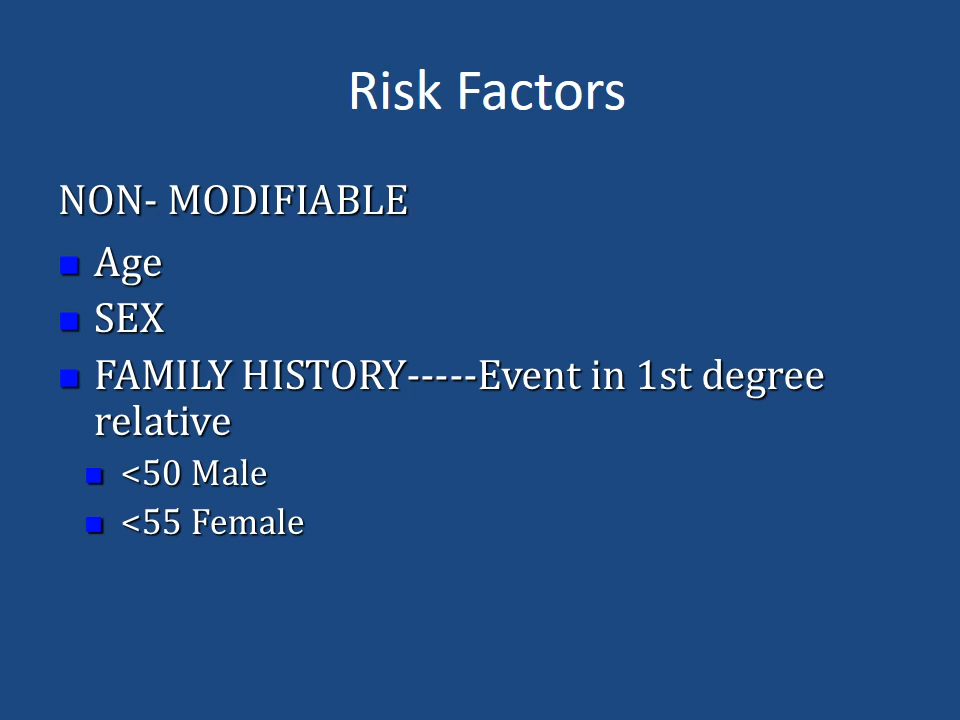 Risk Factors
NON- MODIFIABLE
Age
SEX
FAMILY HISTORY-----Event in 1st degree
relative
<50 Male
<55 Female